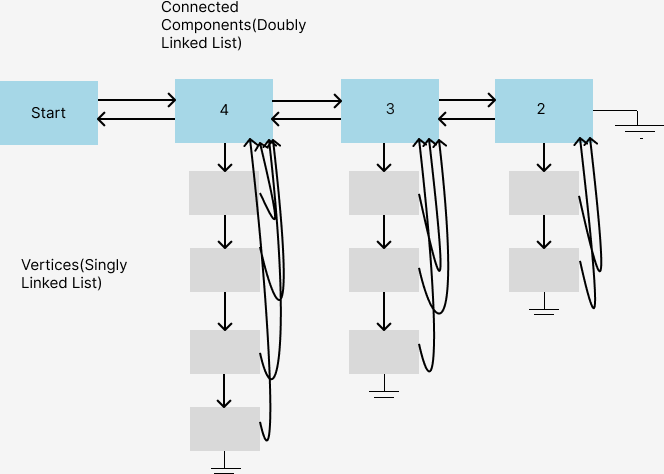 Connected
Components(Doubly
Linked List)
Start
4
3
2
Vertices(Singly
Linked List)